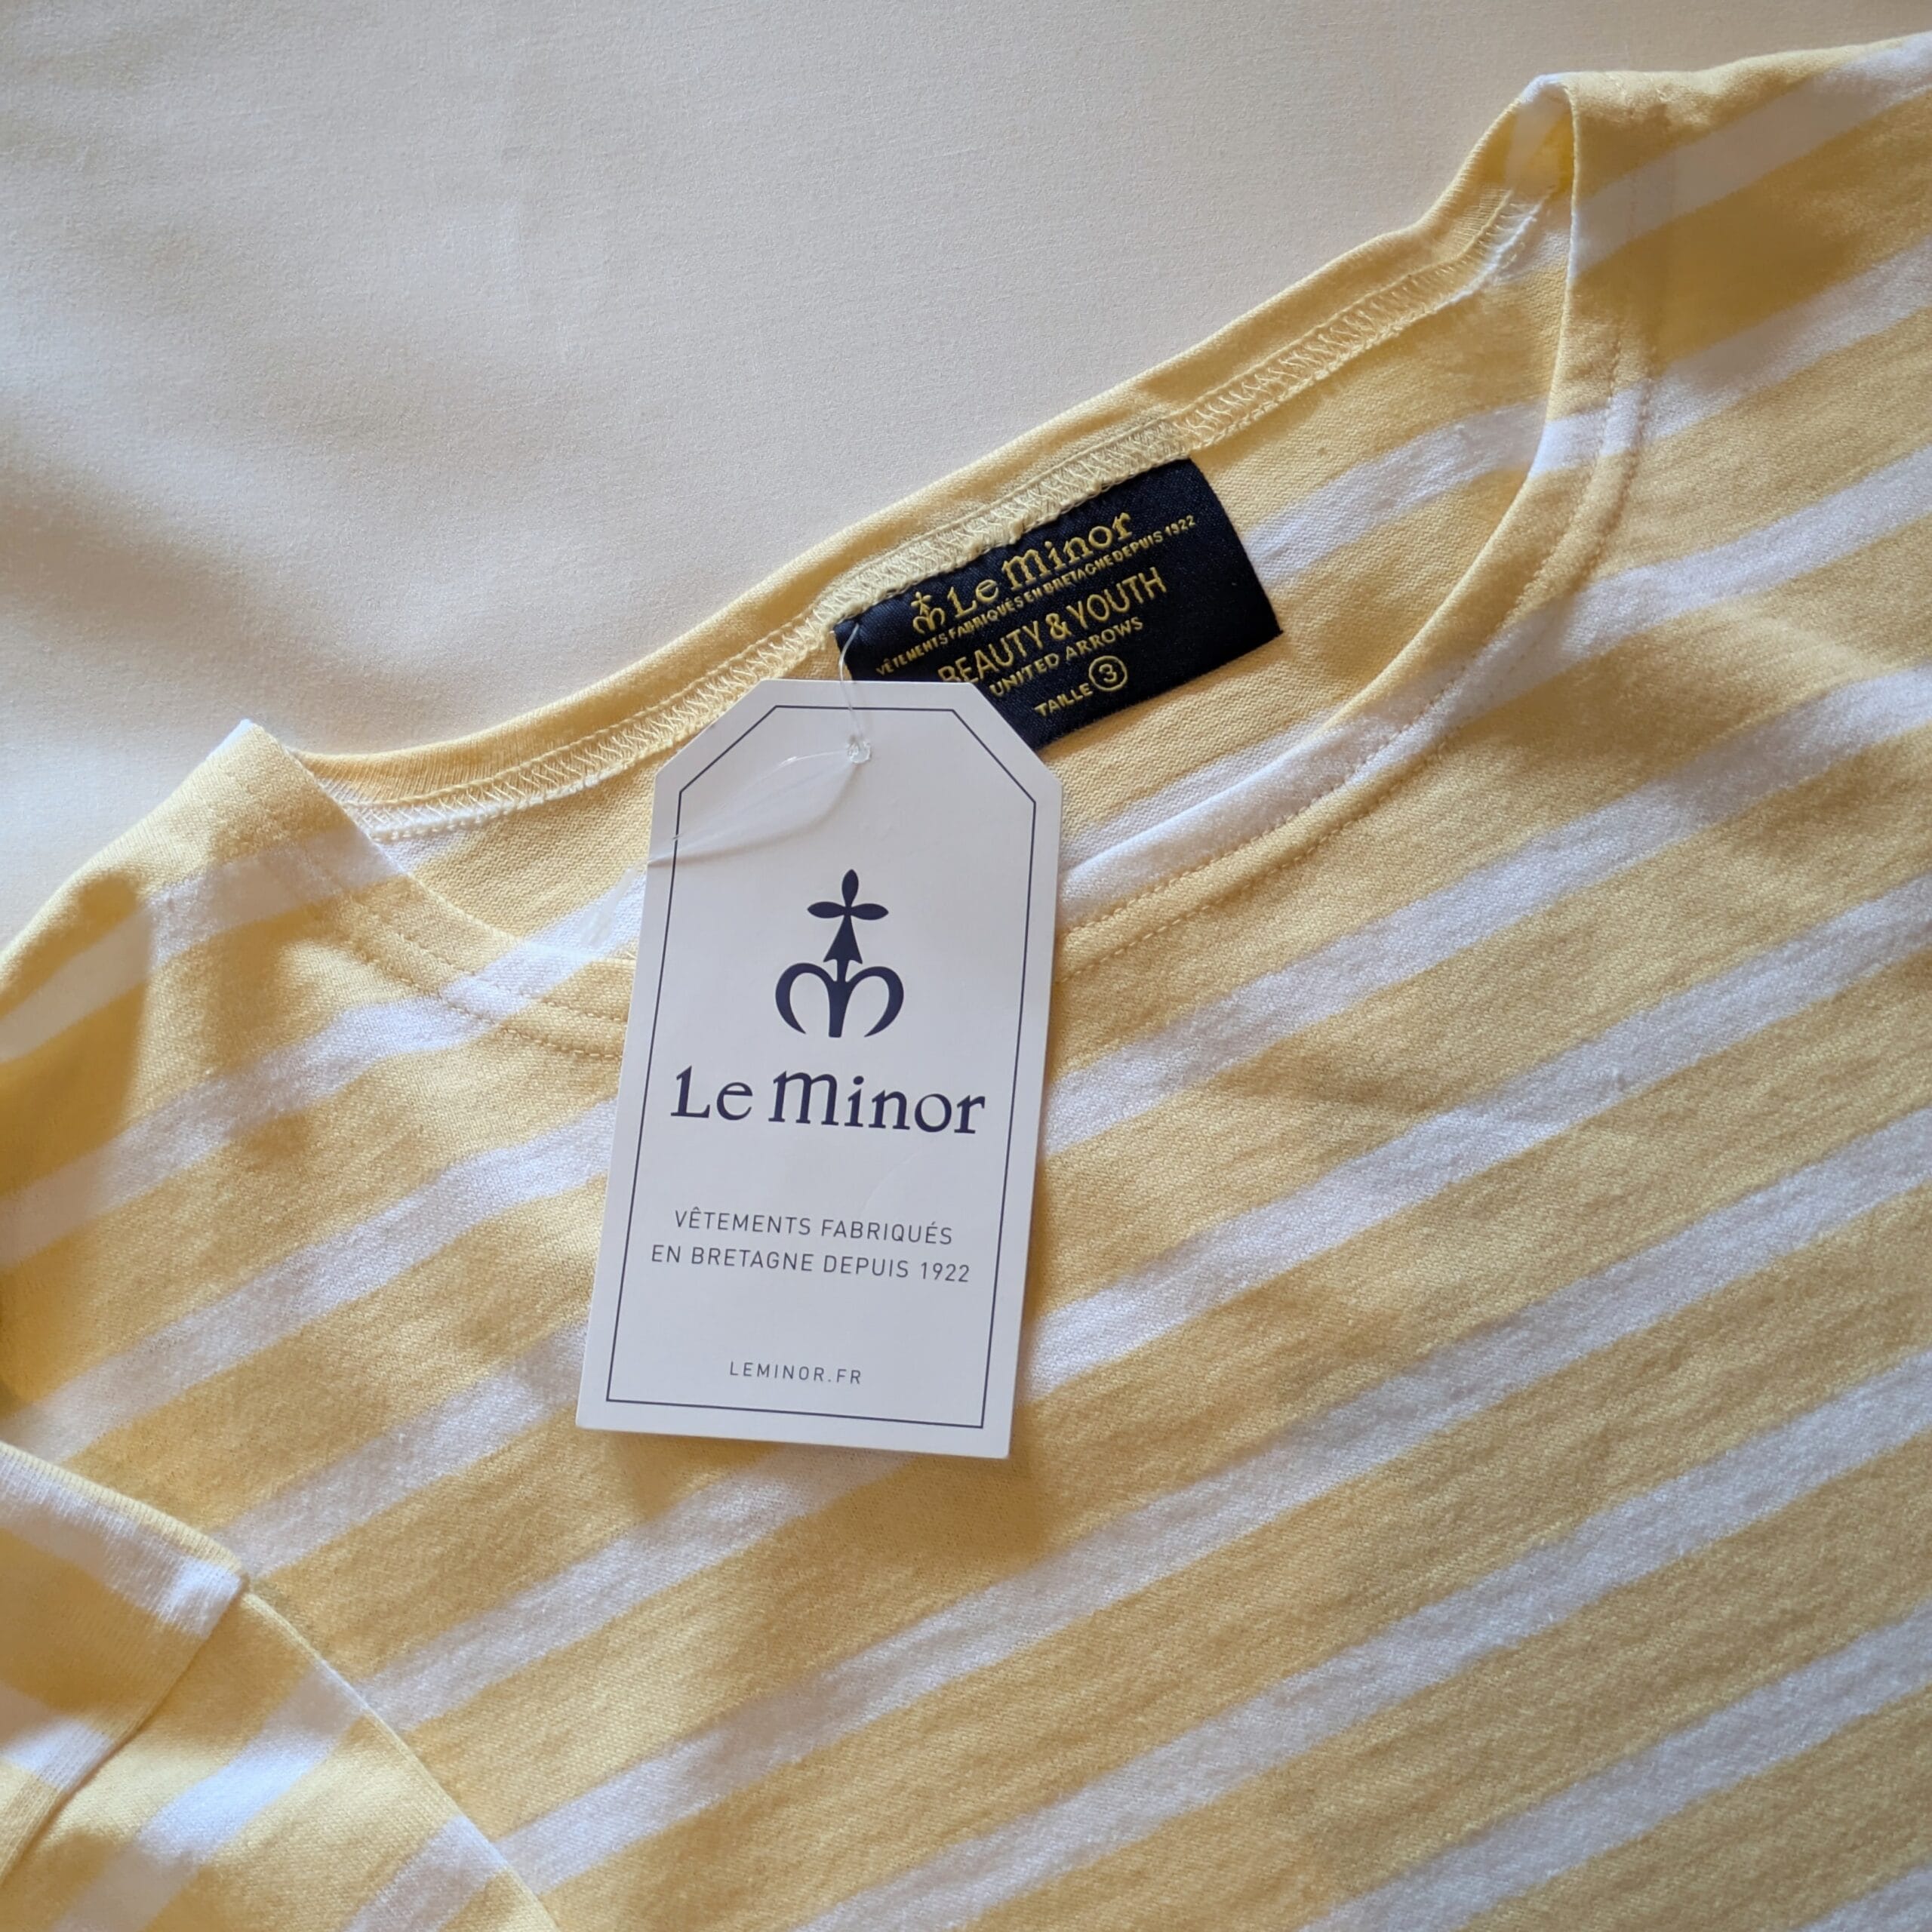 Le Minor
VÊTEMENTS FABRIQUÉS EN BRETAGNE DEPUIS 1922
BEAUTY & YOUTH
UNITED ARROWS
TAILLE 3
Le Minor
VÊTEMENTS FABRIQUÉS
EN BRETAGNE DEPUIS 1922
LEMINOR.FR